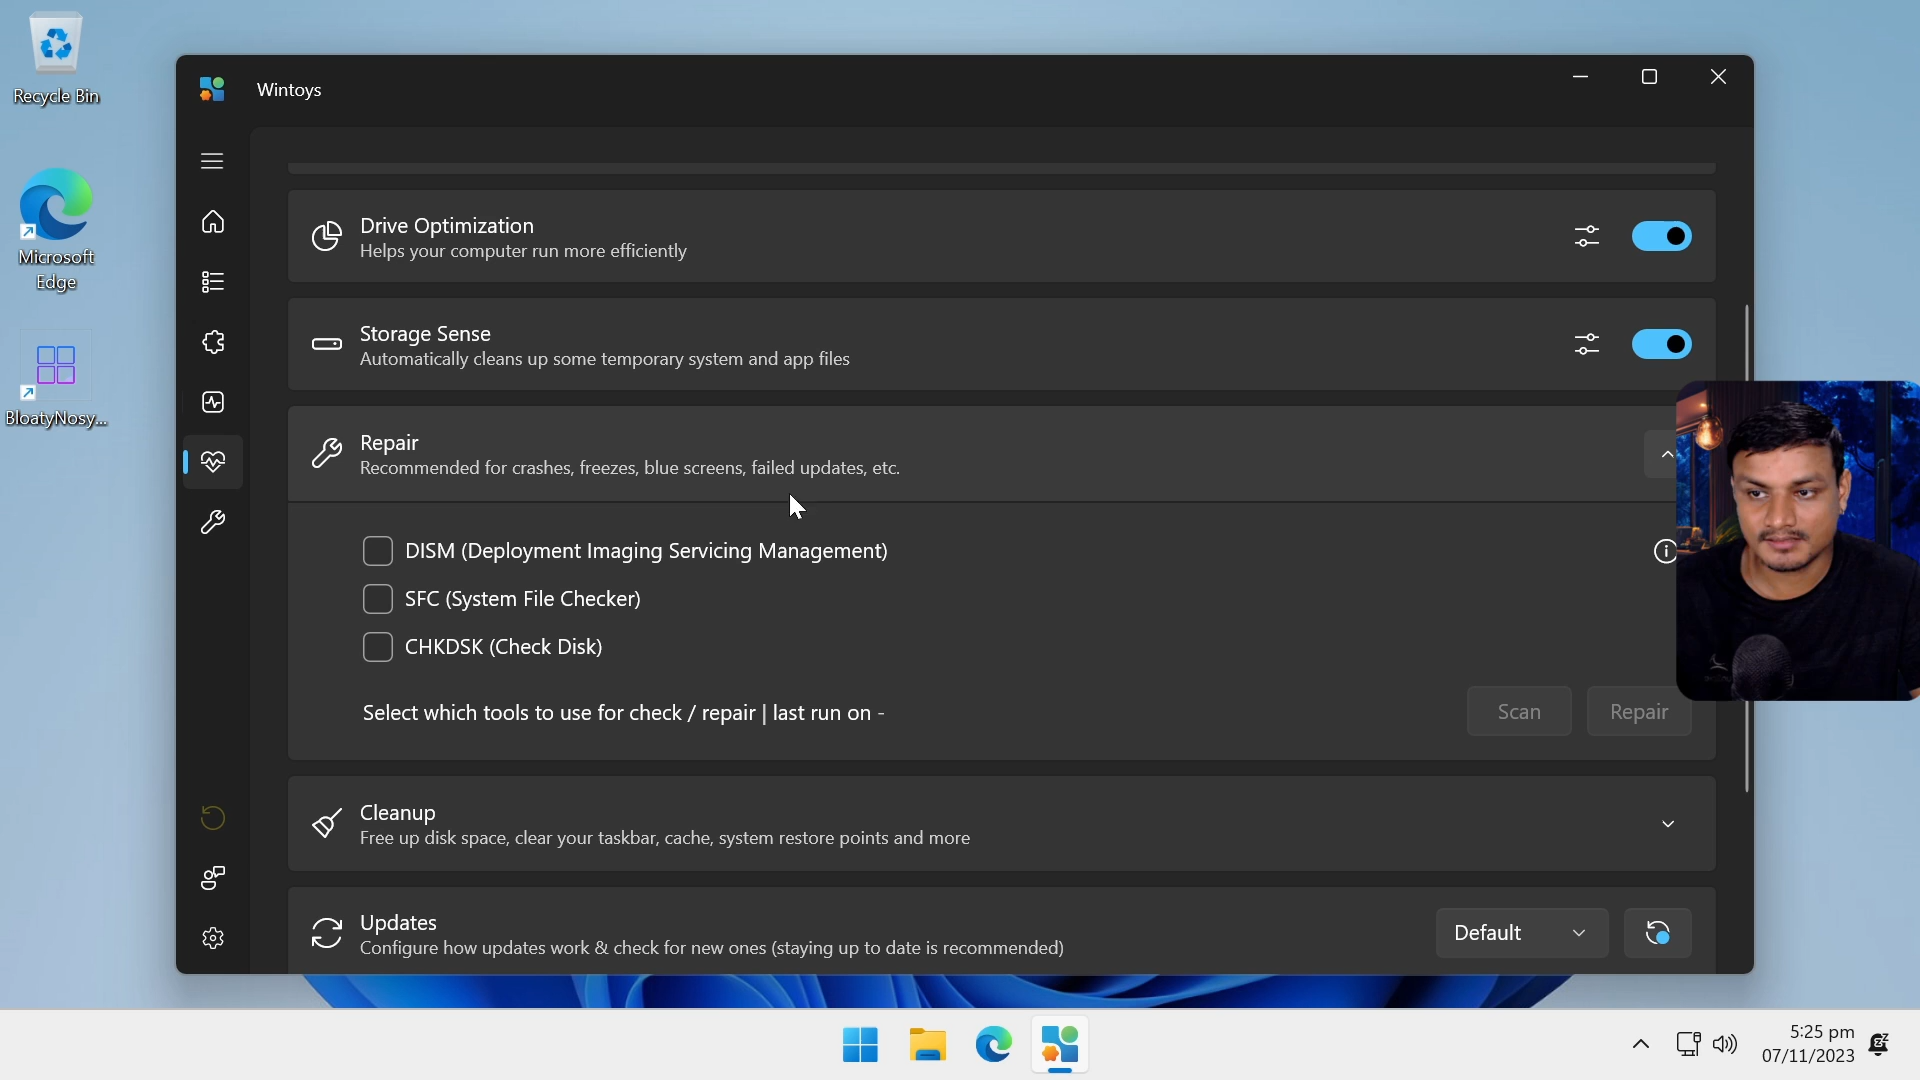 Recycle Bin
Microsoft
Edge
BloatyNosy...
Wintoys
Drive Optimization
Helps your computer run more efficiently
Storage Sense
Automatically cleans up some temporary system and app files
Repair
Recommended for crashes, freezes, blue screens, failed updates, etc.
DISM (Deployment Imaging Servicing Management)
SFC (System File Checker)
CHKDSK (Check Disk)
Select which tools to use for check / repair | last run on -
Scan
Repair
Cleanup
Free up disk space, clear your taskbar, cache, system restore points and more
Updates
Configure how updates work & check for new ones (staying up to date is recommended)
Default
5:25 pm
07/11/2023